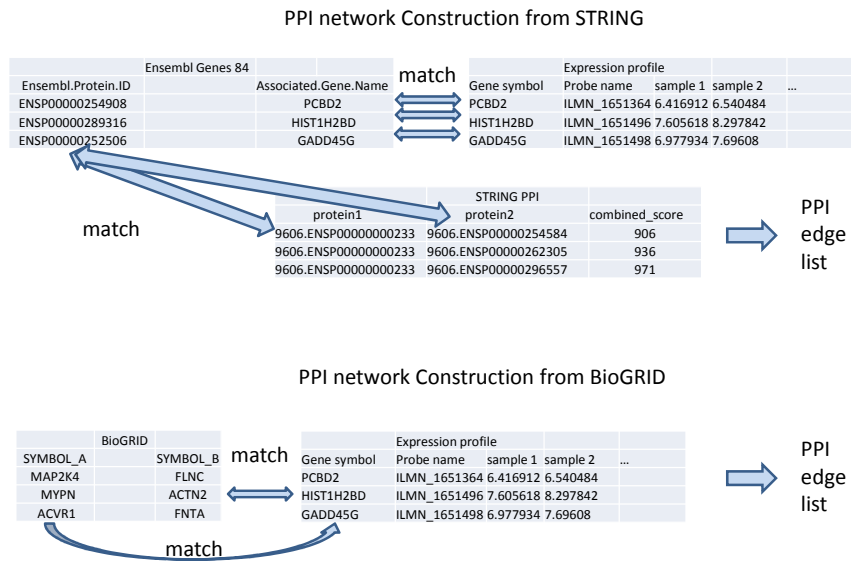 PPI network Construction from STRING
Ensembl Genes 84
Ensembl.Protein.ID Associated.Gene.Name
ENSP00000254908 PCBD2
ENSP00000289316 HIST1H2BD
ENSP00000252506 GADD45G
match
Expression profile
Gene symbol Probe name sample 1 sample 2 ...
PCBD2 ILMN_1651364 6.416912 6.540484
HIST1H2BD ILMN_1651496 7.605618 8.297842
GADD45G ILMN_1651498 6.977934 7.69608
match
STRING PPI
protein1 protein2 combined_score
9606.ENSP00000000233 9606.ENSP00000254584 906
9606.ENSP00000000233 9606.ENSP00000262305 936
9606.ENSP00000000233 9606.ENSP00000296557 971
PPI
edge
list
PPI network Construction from BioGRID
BioGRID
SYMBOL_A SYMBOL_B
MAP2K4 FLNC
MYPN ACTN2
ACVR1 FNTA
match
Expression profile
Gene symbol Probe name sample 1 sample 2 ...
PCBD2 ILMN_1651364 6.416912 6.540484
HIST1H2BD ILMN_1651496 7.605618 8.297842
GADD45G ILMN_1651498 6.977934 7.69608
match
PPI
edge
list